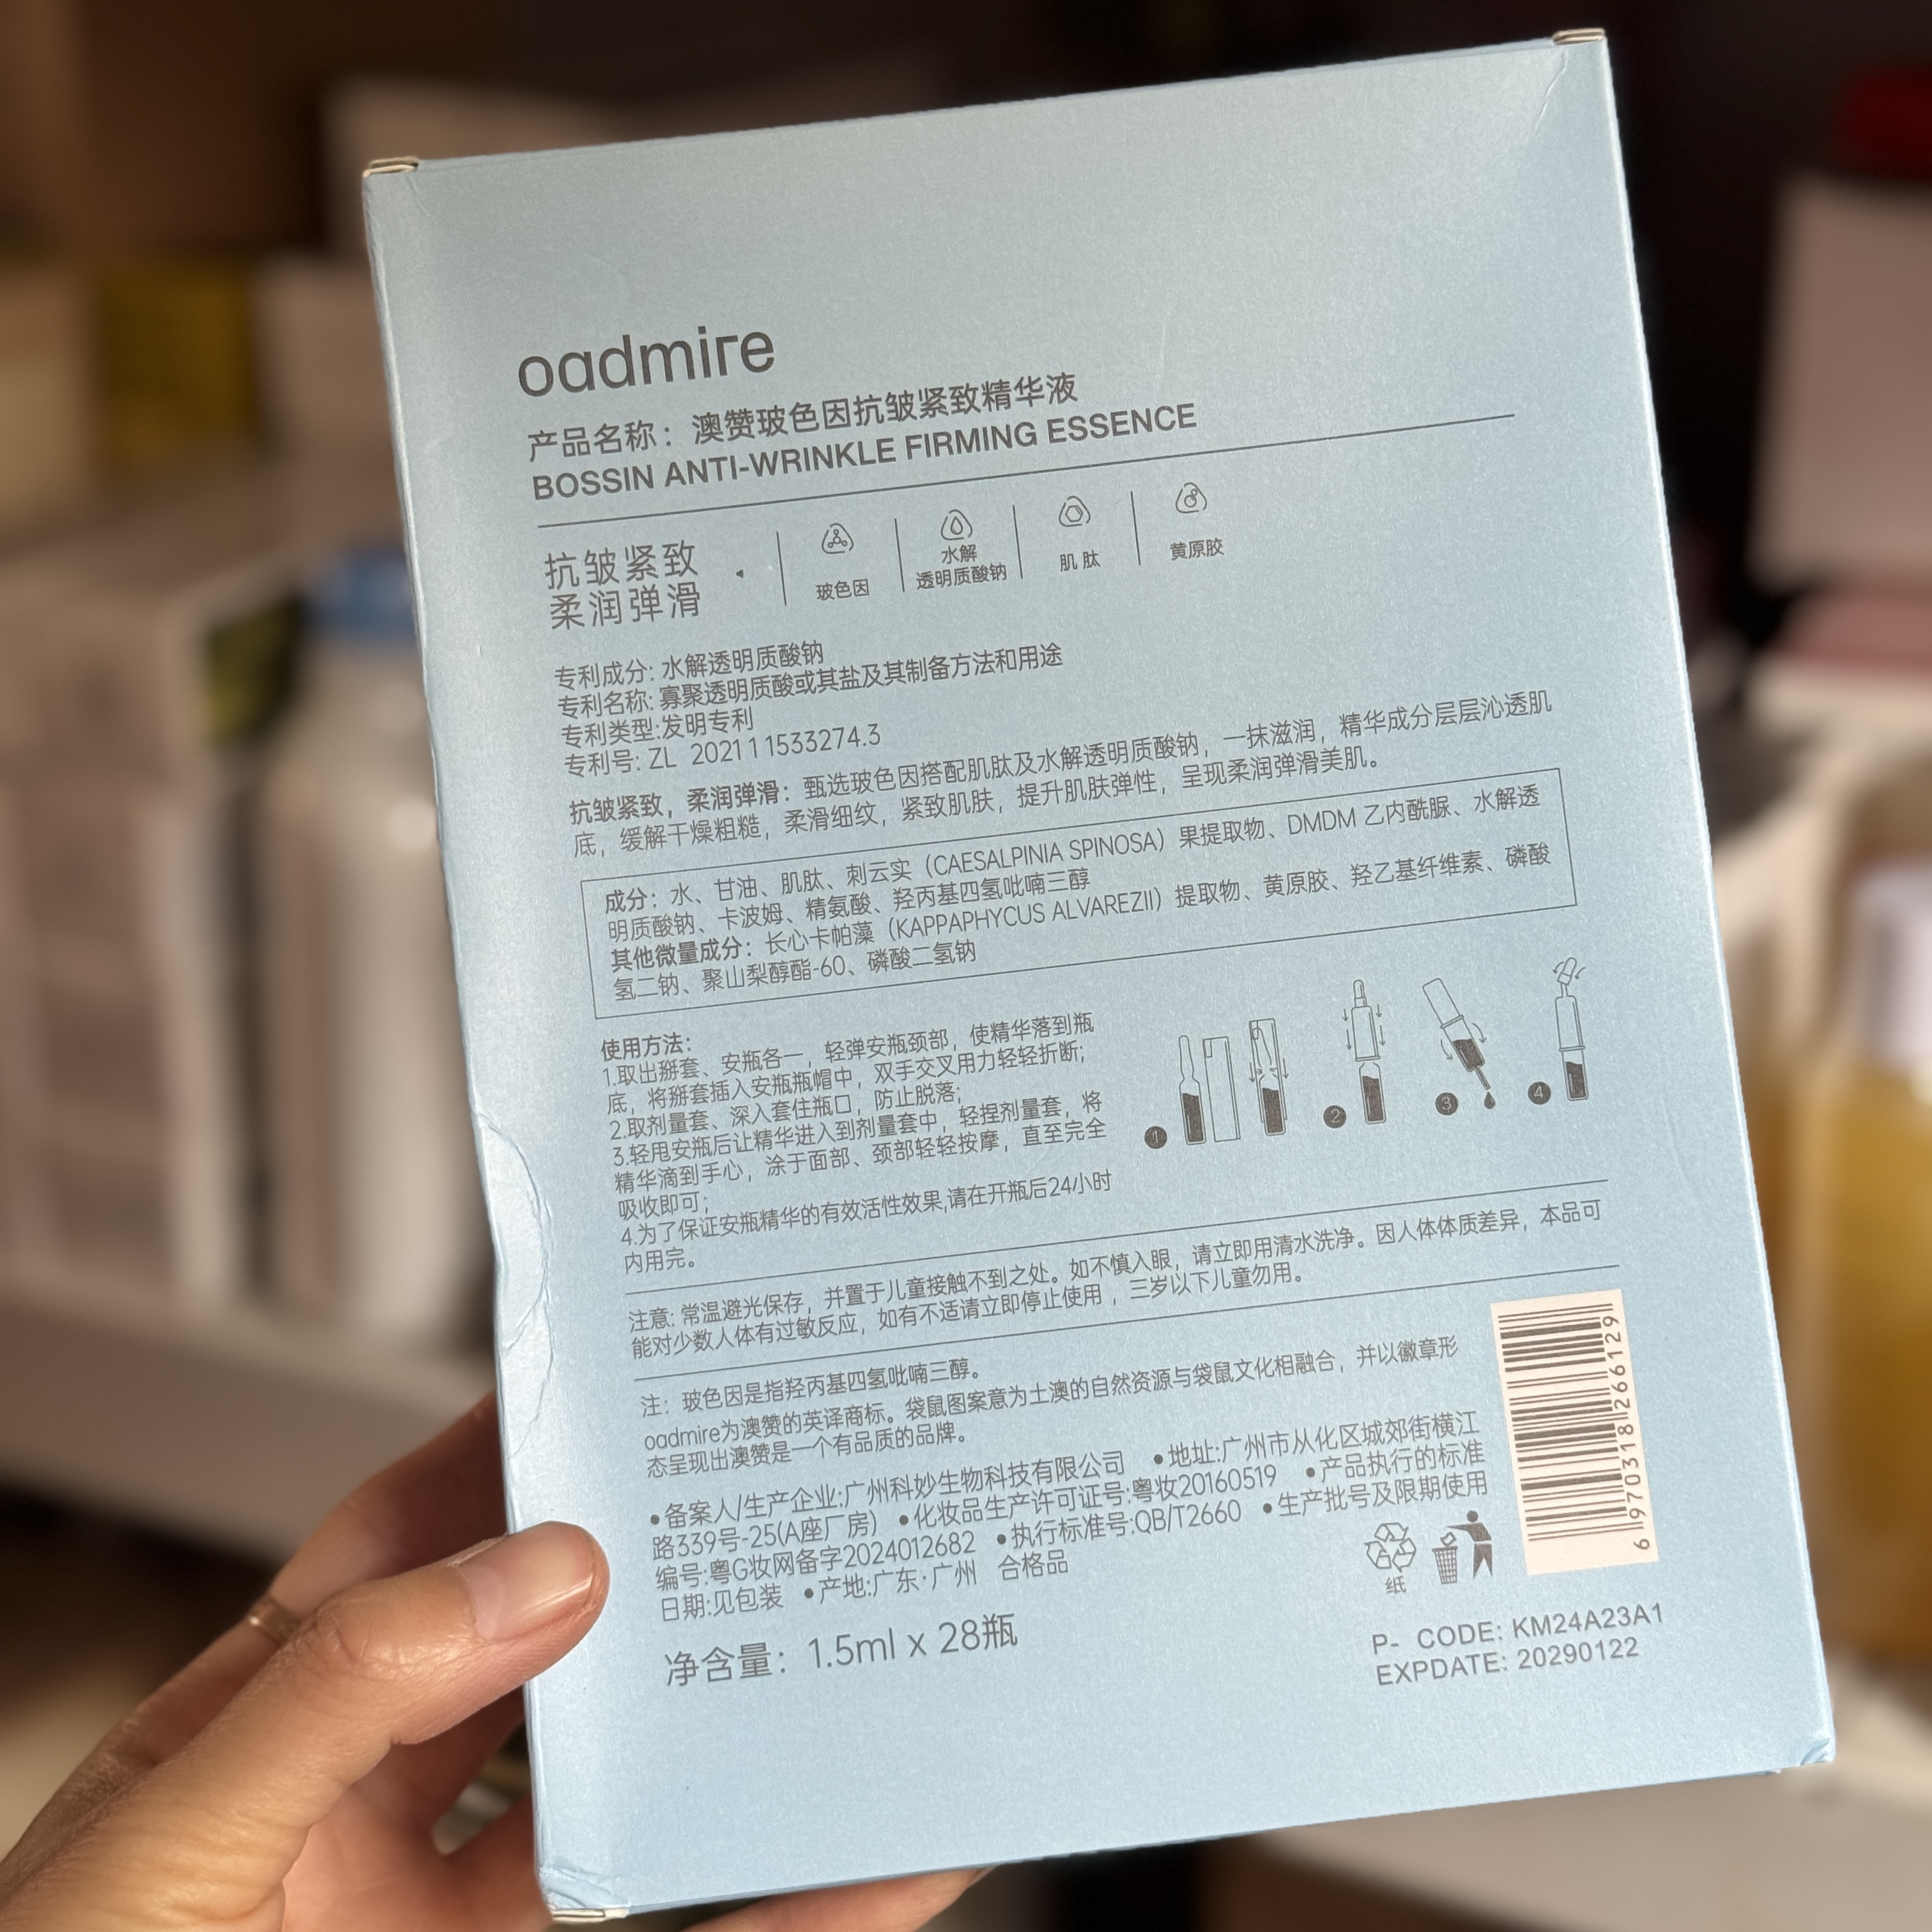 oadmire
产品名称：澳赞玻色因抗皱紧致精华液
BOSSIN ANTI-WRINKLE FIRMING ESSENCE
抗皱紧致
柔润弹滑
玻色因
水解
透明质酸钠
肌肽
黄原胶
专利成分: 水解透明质酸钠
专利名称: 寡聚透明质酸或其盐及其制备方法和用途
专利类型:发明专利
专利号: ZL 2021 1 1533274.3
抗皱紧致，柔润弹滑：甄选玻色因搭配肌肽及水解透明质酸钠，一抹滋润，精华成分层层沁透肌
底，缓解干燥粗糙，柔滑细纹，紧致肌肤，提升肌肤弹性，呈现柔润弹滑美肌。
成分：水、甘油、肌肽、刺云实（CAESALPINIA SPINOSA）果提取物、DMDM 乙内酰脲、水解透
明质酸钠、卡波姆、精氨酸、羟丙基四氢吡喃三醇
其他微量成分：长心卡帕藻（KAPPAPHYCUS ALVAREZII）提取物、黄原胶、羟乙基纤维素、磷酸
氢二钠、聚山梨醇酯-60、磷酸二氢钠
使用方法：
1.取出掰套、安瓶各一，轻弹安瓶颈部，使精华落到瓶
底，将掰套插入安瓶瓶帽中，双手交叉用力轻轻折断;
2.取剂量套、深入套住瓶口，防止脱落;
3.轻甩安瓶后让精华进入到剂量套中，轻捏剂量套，将
精华滴到手心，涂于面部、颈部轻轻按摩，直至完全
吸收即可;
4.为了保证安瓶精华的有效活性效果,请在开瓶后24小时
内用完。
1
2
3
4
注意: 常温避光保存，并置于儿童接触不到之处。如不慎入眼，请立即用清水洗净。因人体体质差异，本品可
能对少数人体有过敏反应，如有不适请立即停止使用，三岁以下儿童勿用。
注：玻色因是指羟丙基四氢吡喃三醇。
oadmire为澳赞的英译商标。袋鼠图案意为土澳的自然资源与袋鼠文化相融合，并以徽章形
态呈现出澳赞是一个有品质的品牌。
•备案人/生产企业:广州科妙生物科技有限公司 •地址:广州市从化区城郊街横江
路339号-25(A座厂房) •化妆品生产许可证号:粤妆20160519 •产品执行的标准
编号:粤G妆网备字2024012682 •执行标准号:QB/T2660 •生产批号及限期使用
日期:见包装 •产地:广东·广州 合格品
净含量：1.5ml x 28瓶
6 970318 266129
纸
P- CODE: KM24A23A1
EXPDATE: 20290122